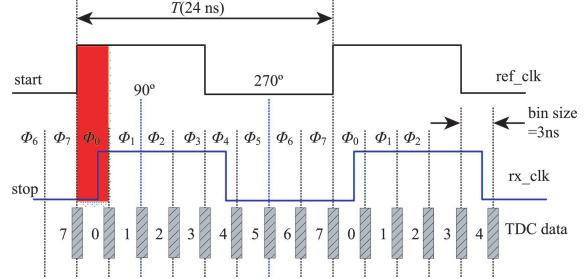 T(24 ns)
start
90º
270º
ref_clk
bin size
=3ns
Φ6 Φ7 Φ0 Φ1 Φ2 Φ3 Φ4 Φ5 Φ6 Φ7 Φ0 Φ1 Φ2
stop
rx_clk
7 0 1 2 3 4 5 6 7 0 1 2 3 4
TDC data